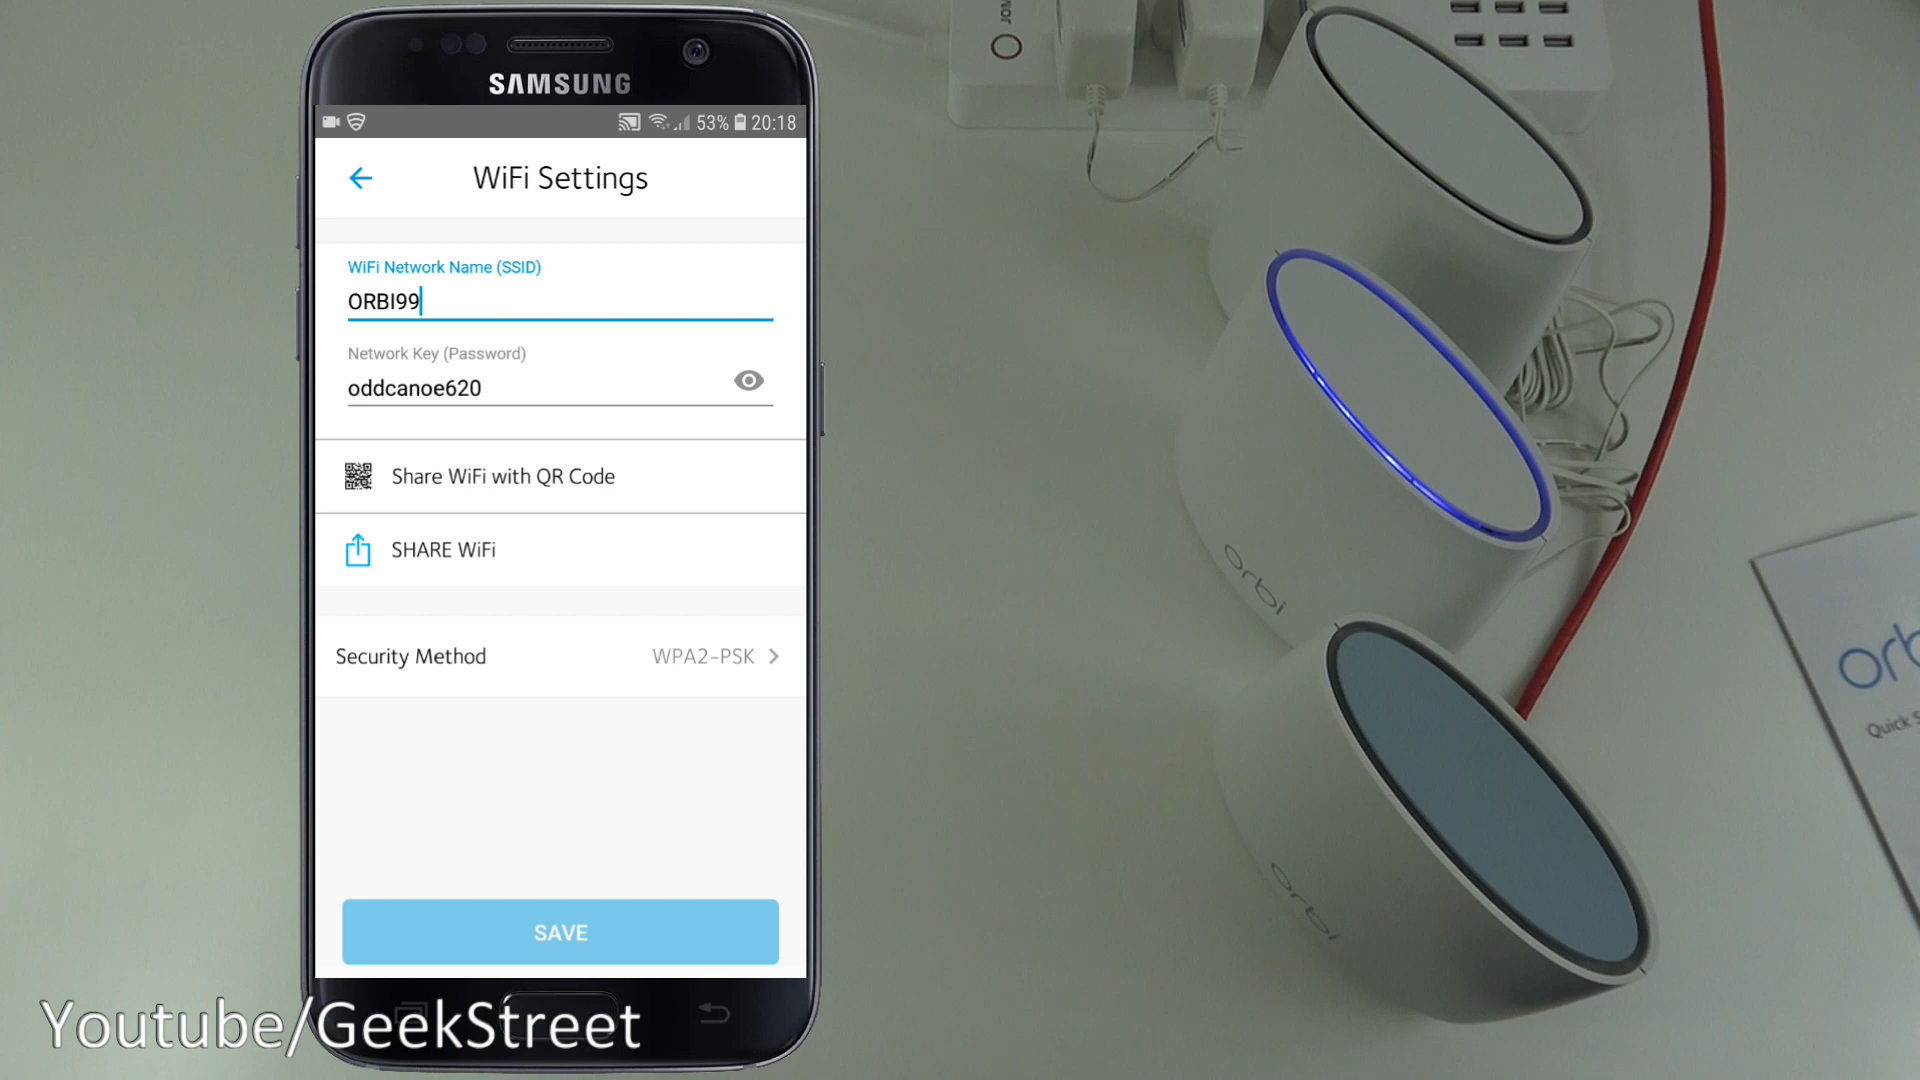 SAMSUNG
53% 20:18
WiFi Settings
WiFi Network Name (SSID)
ORBI99
Network Key (Password)
oddcanoe620
Share WiFi with QR Code
SHARE WiFi
Security Method WPA2-PSK
SAVE
orbi
orbi
orb
Quick S
Youtube/GeekStreet